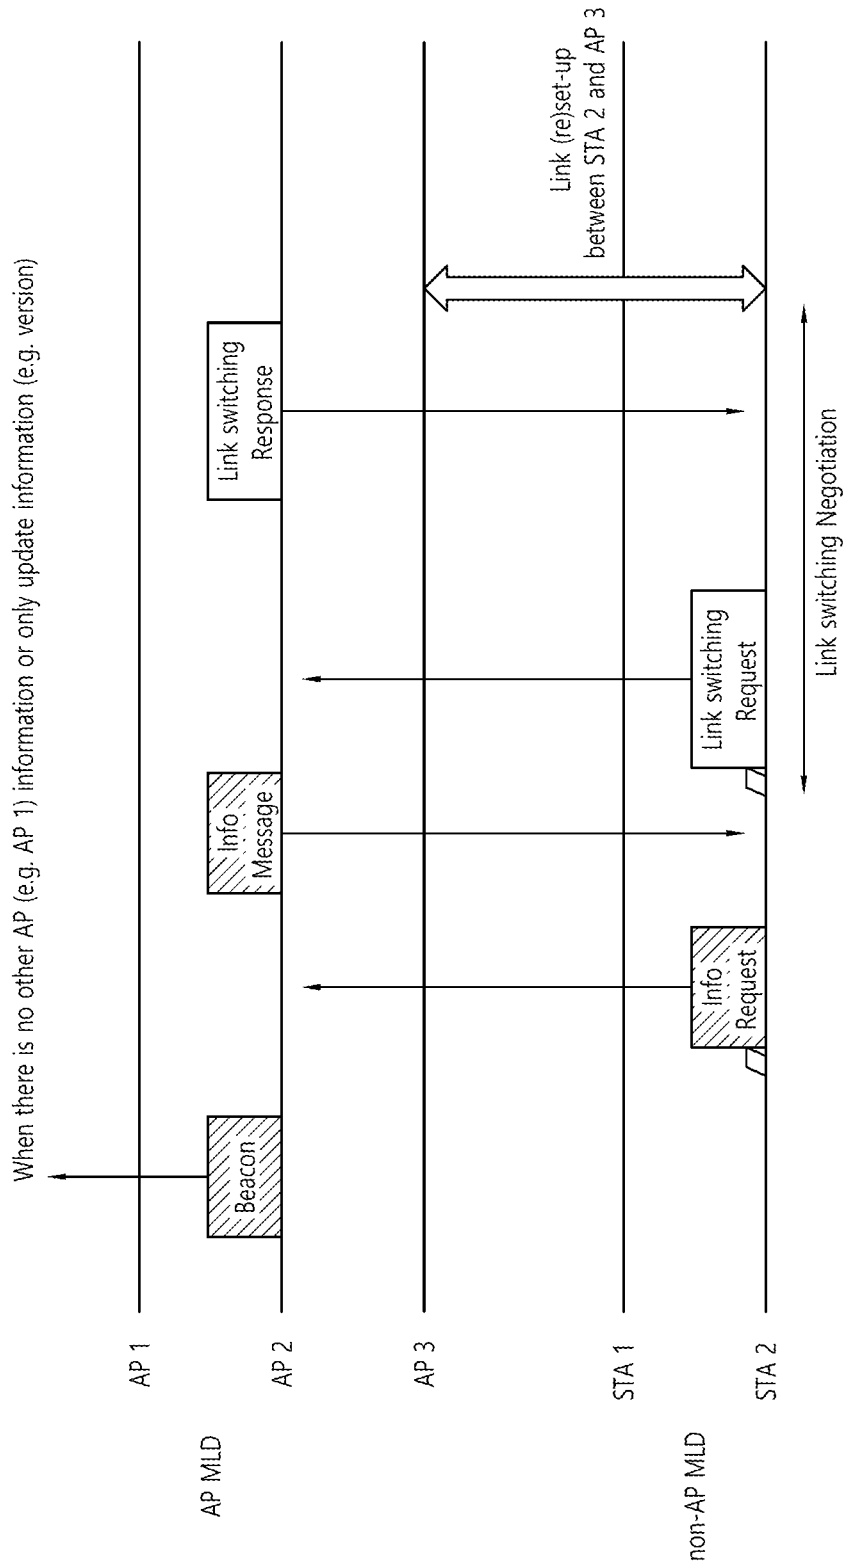 When there is no other AP (e.g. AP 1) information or only update information (e.g. version)
AP MLD
AP 1
AP 2
AP 3
Beacon
Info
Message
Link switching
Response
Link (re)set-up
between STA 2 and AP 3
non-AP MLD
STA 1
STA 2
Info
Request
Link switching
Request
Link switching Negotiation